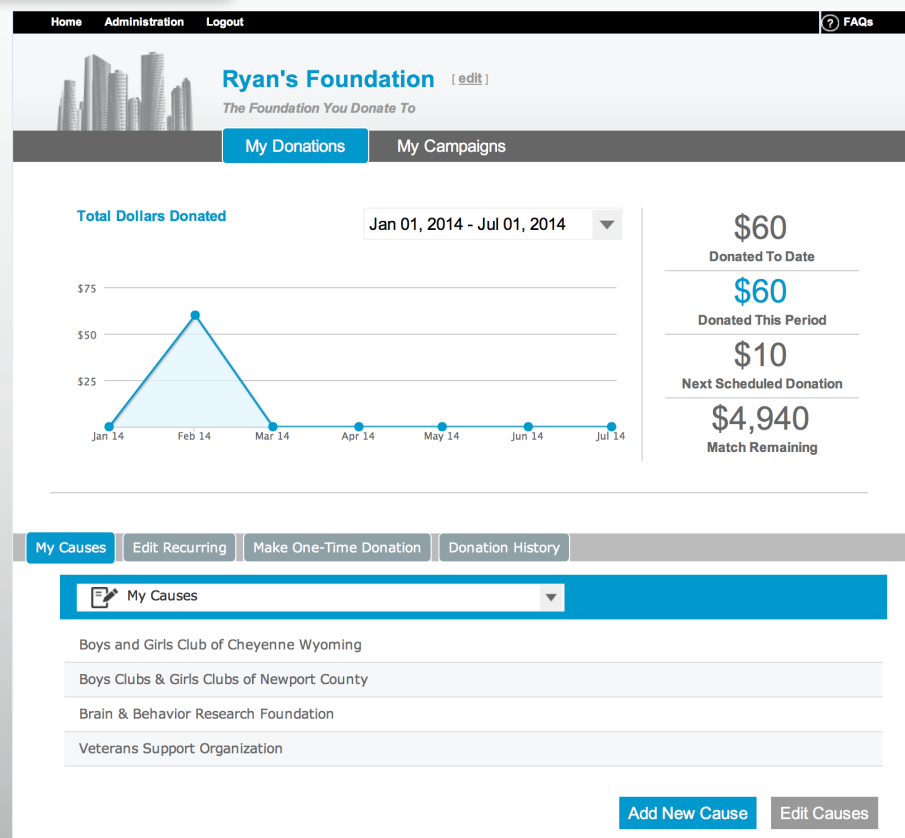 Home Administration Logout ? FAQs
Ryan's Foundation [ edit ]
The Foundation You Donate To
My Donations My Campaigns
Total Dollars Donated
Jan 01, 2014 - Jul 01, 2014
$75
$50
$25
Jan 14 Feb 14 Mar 14 Apr 14 May 14 Jun 14 Jul 14
$60
Donated To Date
$60
Donated This Period
$10
Next Scheduled Donation
$4,940
Match Remaining
My Causes Edit Recurring Make One-Time Donation Donation History
My Causes
Boys and Girls Club of Cheyenne Wyoming
Boys Clubs & Girls Clubs of Newport County
Brain & Behavior Research Foundation
Veterans Support Organization
Add New Cause Edit Causes